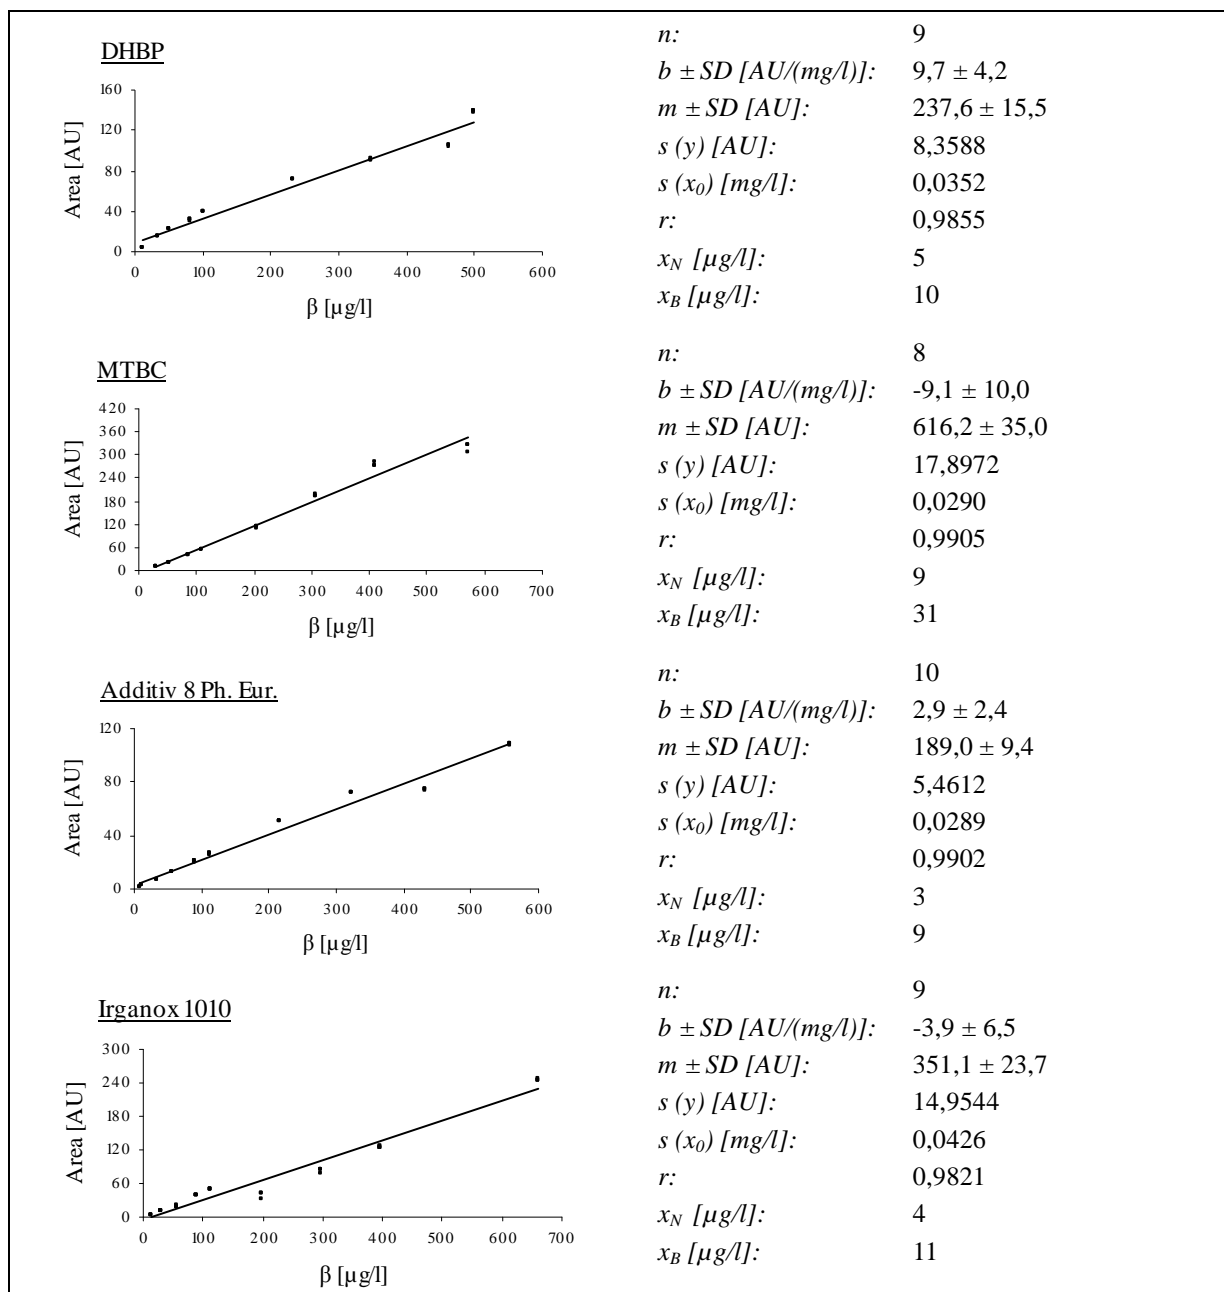 DHBP
Area [AU]
160
120
80
40
0
0 100 200 300 400 500 600
β [µg/l]
n: 9
b ± SD [AU/(mg/l)]: 9,7 ± 4,2
m ± SD [AU]: 237,6 ± 15,5
s (y) [AU]: 8,3588
s (x0) [mg/l]: 0,0352
r: 0,9855
xN [µg/l]: 5
xB [µg/l]: 10
MTBC
Area [AU]
420
360
300
240
180
120
60
0
0 100 200 300 400 500 600 700
β [µg/l]
n: 8
b ± SD [AU/(mg/l)]: -9,1 ± 10,0
m ± SD [AU]: 616,2 ± 35,0
s (y) [AU]: 17,8972
s (x0) [mg/l]: 0,0290
r: 0,9905
xN [µg/l]: 9
xB [µg/l]: 31
Additiv 8 Ph. Eur.
Area [AU]
120
80
40
0
0 100 200 300 400 500 600
β [µg/l]
n: 10
b ± SD [AU/(mg/l)]: 2,9 ± 2,4
m ± SD [AU]: 189,0 ± 9,4
s (y) [AU]: 5,4612
s (x0) [mg/l]: 0,0289
r: 0,9902
xN [µg/l]: 3
xB [µg/l]: 9
Irganox 1010
Area [AU]
300
240
180
120
60
0
0 100 200 300 400 500 600 700
β [µg/l]
n: 9
b ± SD [AU/(mg/l)]: -3,9 ± 6,5
m ± SD [AU]: 351,1 ± 23,7
s (y) [AU]: 14,9544
s (x0) [mg/l]: 0,0426
r: 0,9821
xN [µg/l]: 4
xB [µg/l]: 11